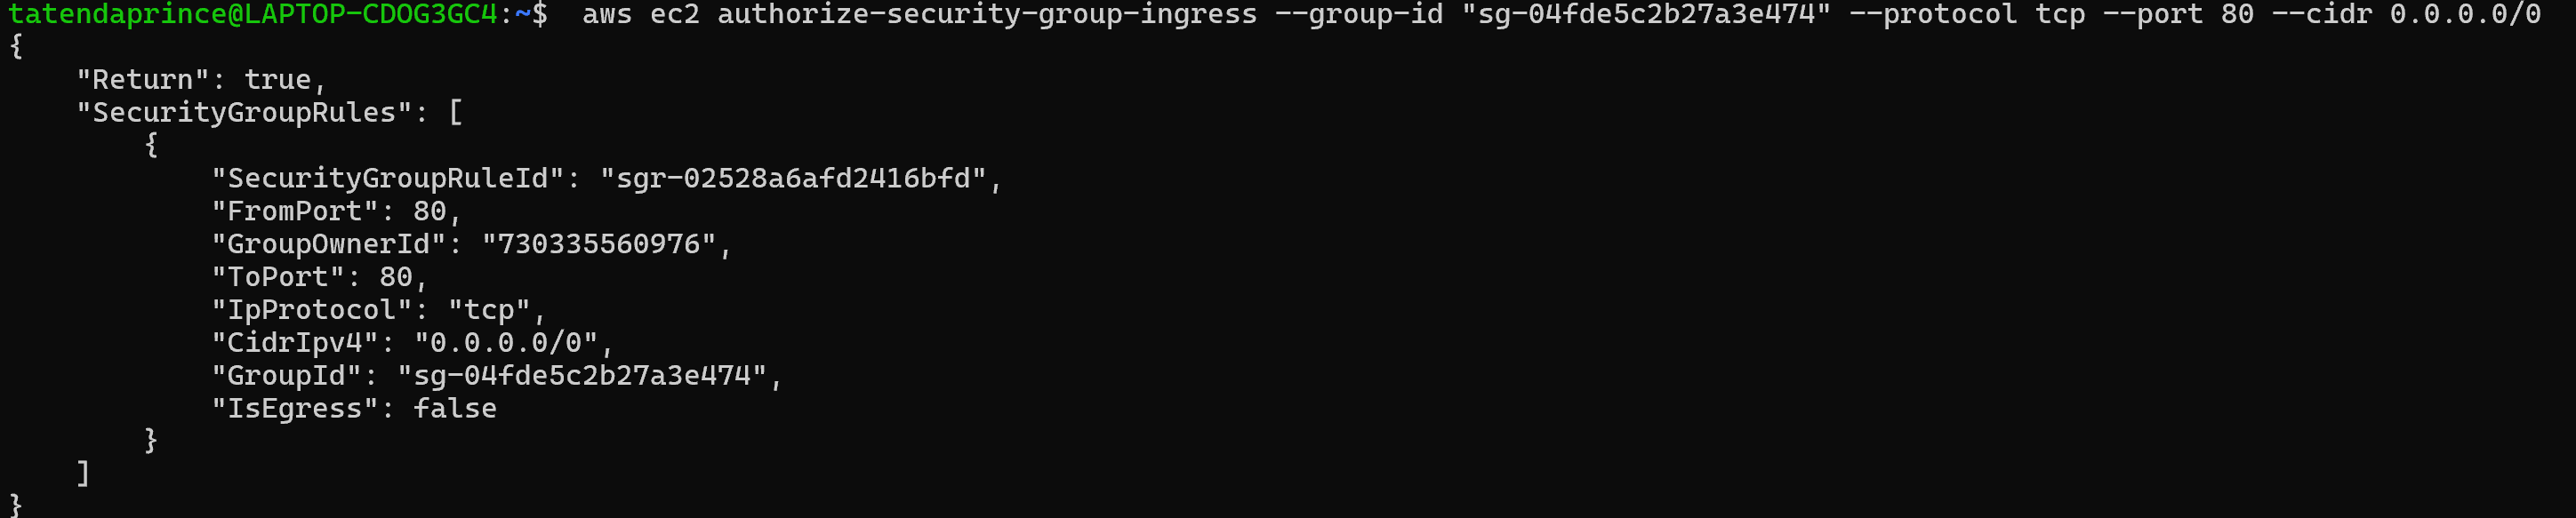 tatendaprince@LAPTOP-CDOG3GC4:~$  aws ec2 authorize-security-group-ingress --group-id "sg-04fde5c2b27a3e474" --protocol tcp --port 80 --cidr 0.0.0.0/0
{
    "Return": true,
    "SecurityGroupRules": [
        {
            "SecurityGroupRuleId": "sgr-02528a6afd2416bfd",
            "FromPort": 80,
            "GroupOwnerId": "730335560976",
            "ToPort": 80,
            "IpProtocol": "tcp",
            "CidrIpv4": "0.0.0.0/0",
            "GroupId": "sg-04fde5c2b27a3e474",
            "IsEgress": false
        }
    ]
}